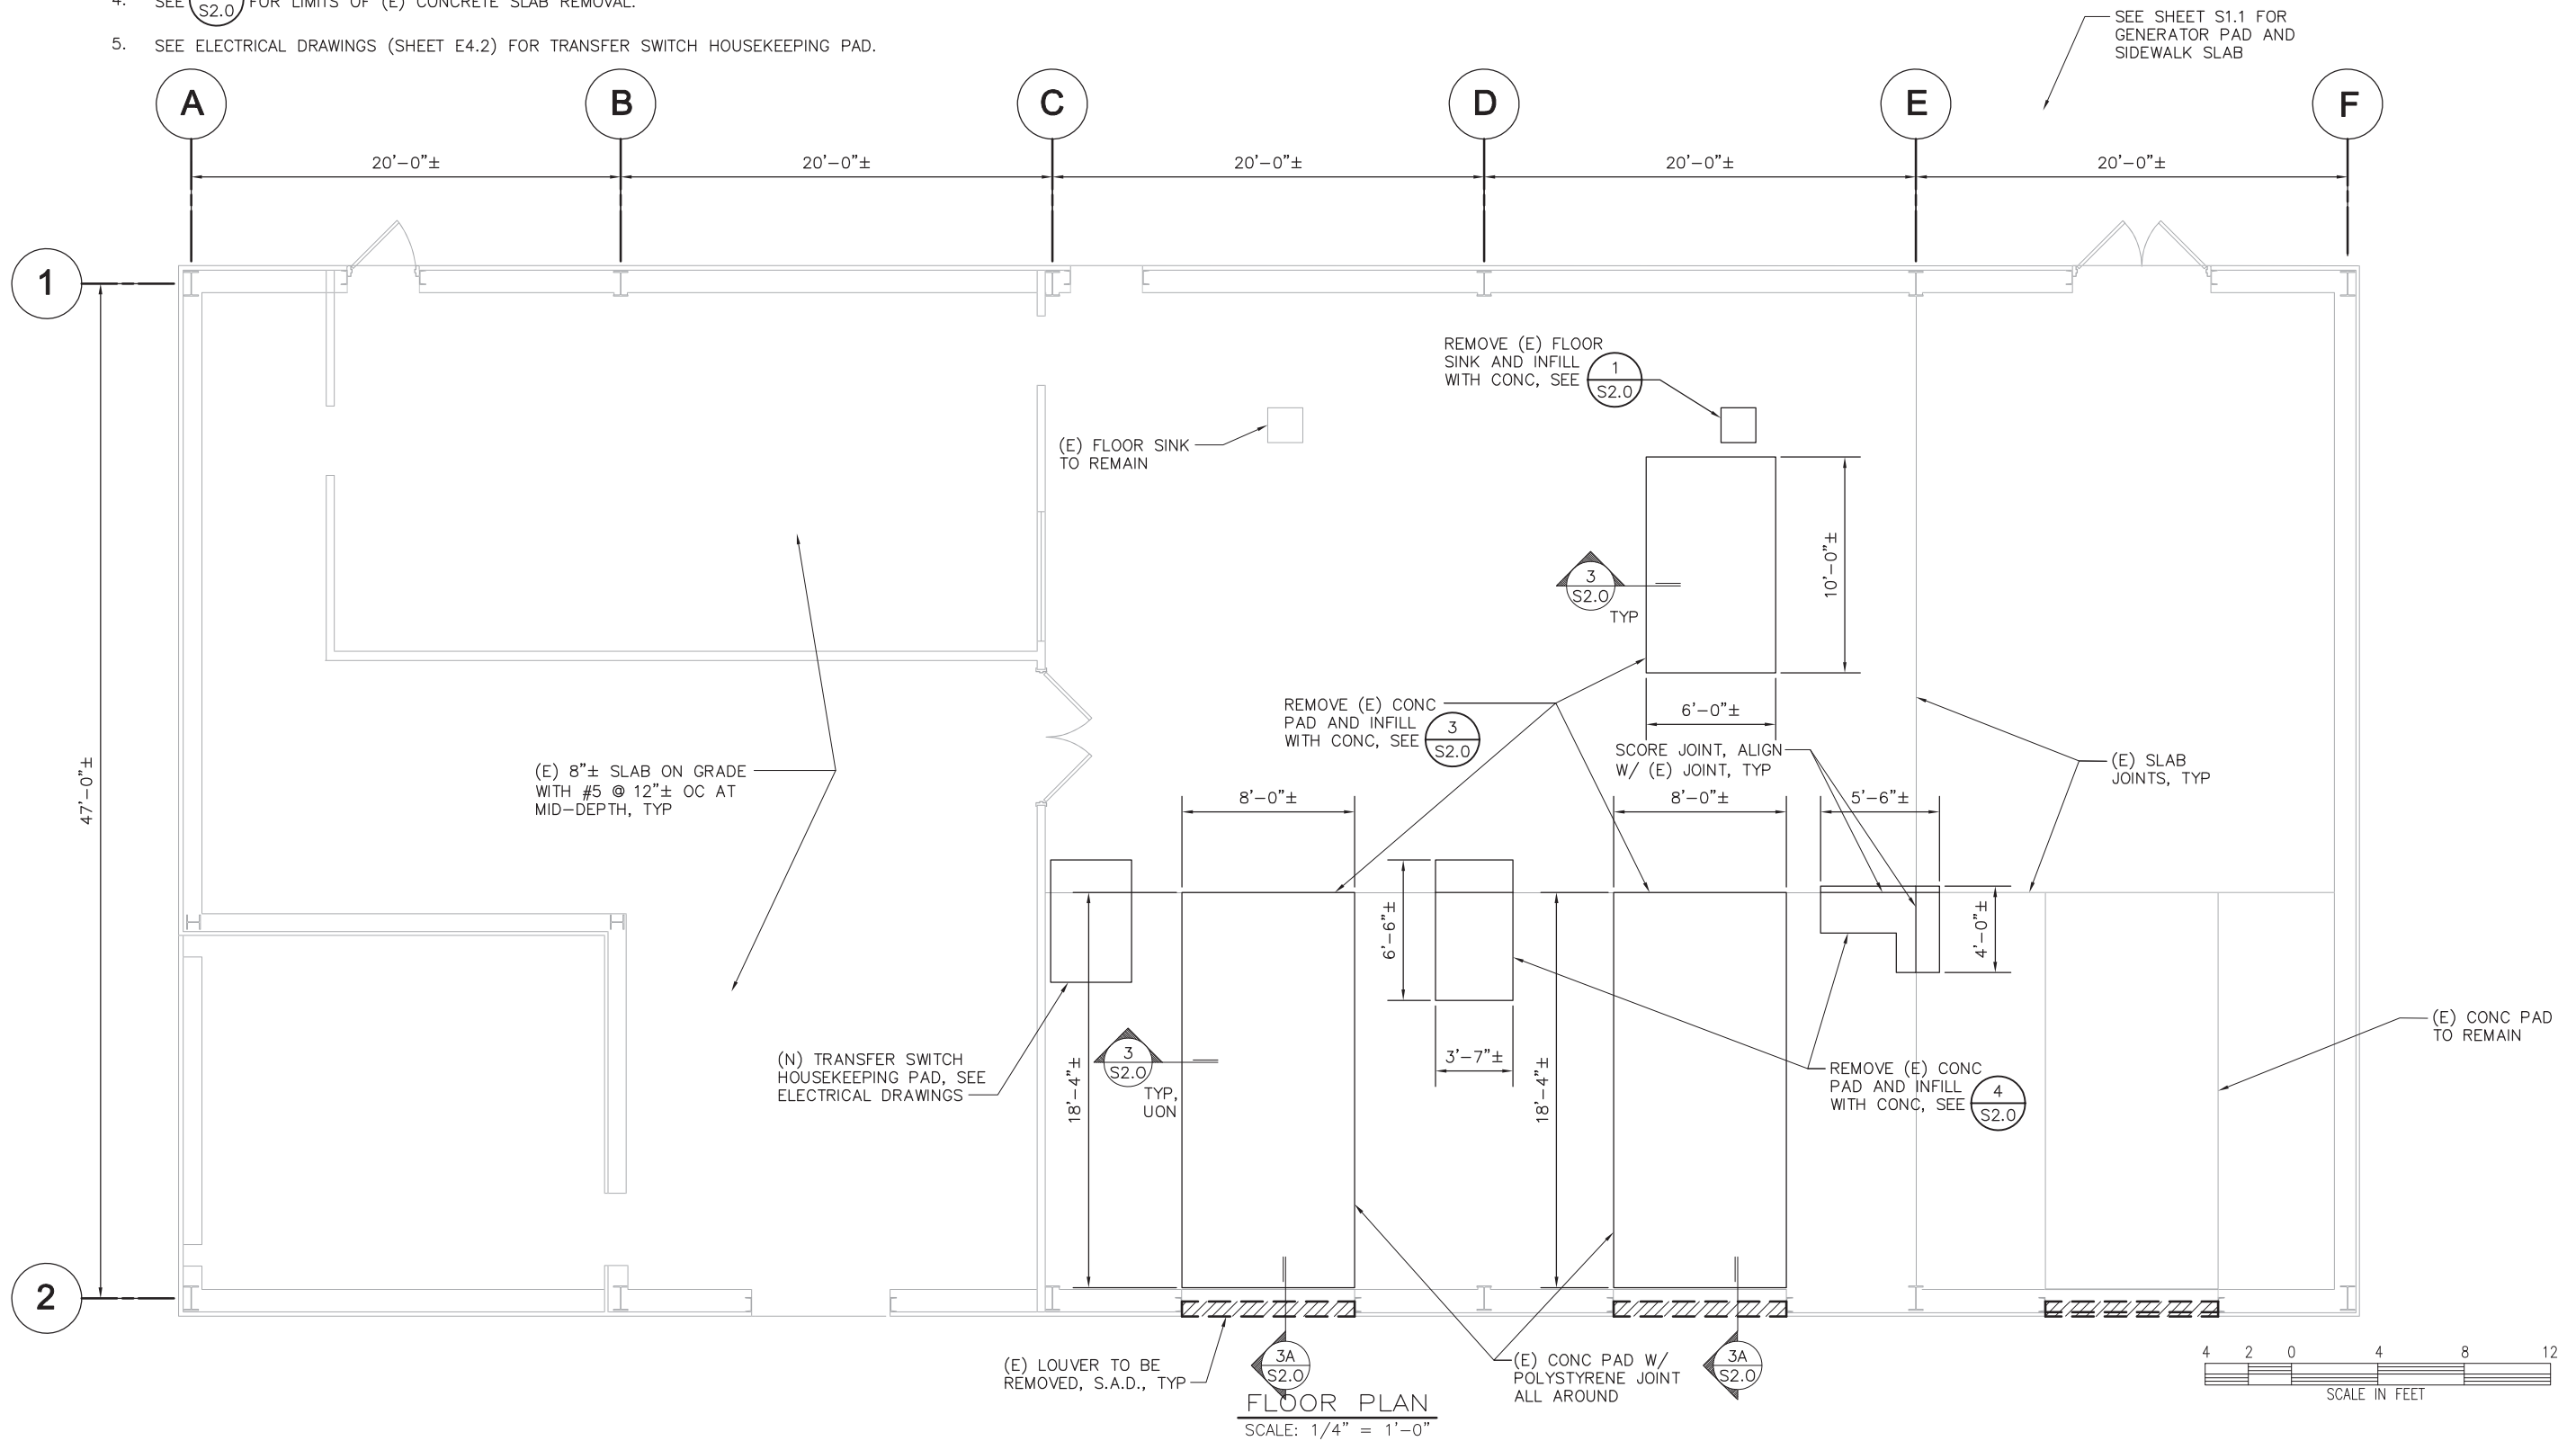 4. SEE S2.0 FOR LIMITS OF (E) CONCRETE SLAB REMOVAL.
5. SEE ELECTRICAL DRAWINGS (SHEET E4.2) FOR TRANSFER SWITCH HOUSEKEEPING PAD.
SEE SHEET S1.1 FOR
GENERATOR PAD AND
SIDEWALK SLAB
A B C D E F
20'-0"± 20'-0"± 20'-0"± 20'-0"± 20'-0"±
1
REMOVE (E) FLOOR
SINK AND INFILL
WITH CONC, SEE
1
S2.0
(E) FLOOR SINK
TO REMAIN
10'-0"±
3
S2.0
TYP
6'-0"±
REMOVE (E) CONC
PAD AND INFILL
WITH CONC, SEE
3
S2.0
SCORE JOINT, ALIGN
W/ (E) JOINT, TYP
(E) SLAB
JOINTS, TYP
47'-0"±
(E) 8"± SLAB ON GRADE
WITH #5 @ 12"± OC AT
MID-DEPTH, TYP
8'-0"± 8'-0"± 5'-6"±
6'-6"±
4'-0"±
(E) CONC PAD
TO REMAIN
(N) TRANSFER SWITCH
HOUSEKEEPING PAD, SEE
ELECTRICAL DRAWINGS
3
S2.0
TYP,
UON
18'-4"±
3'-7"±
18'-4"±
REMOVE (E) CONC
PAD AND INFILL
WITH CONC, SEE
4
S2.0
2
(E) LOUVER TO BE
REMOVED, S.A.D., TYP
3A
S2.0
(E) CONC PAD W/
POLYSTYRENE JOINT
ALL AROUND
3A
S2.0
4 2 0 4 8 12
SCALE IN FEET
FLOOR PLAN
SCALE: 1/4" = 1'-0"